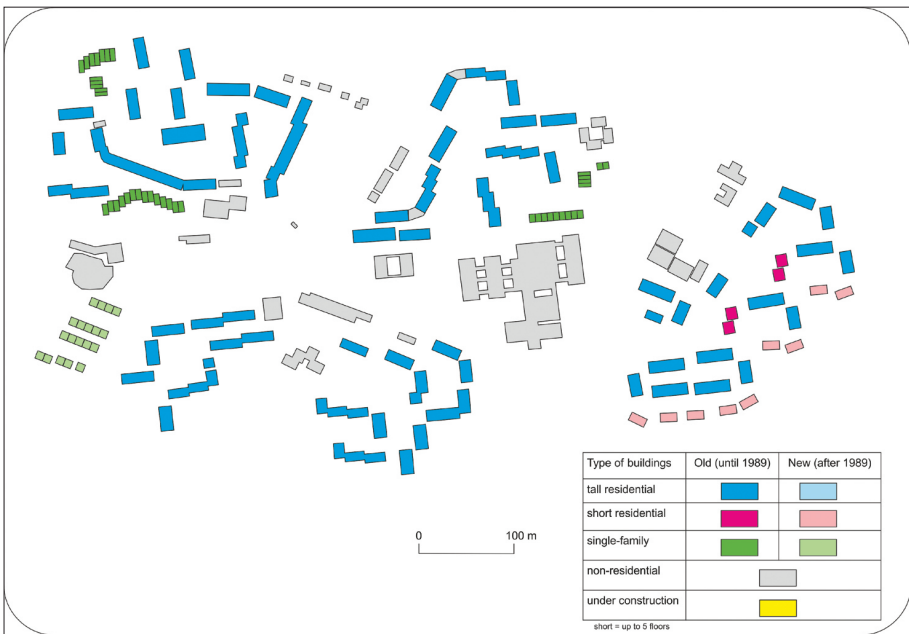 0 100 m
Type of buildings Old (until 1989) New (after 1989)
tall residential
short residential
single-family
non-residential
under construction
short = up to 5 floors